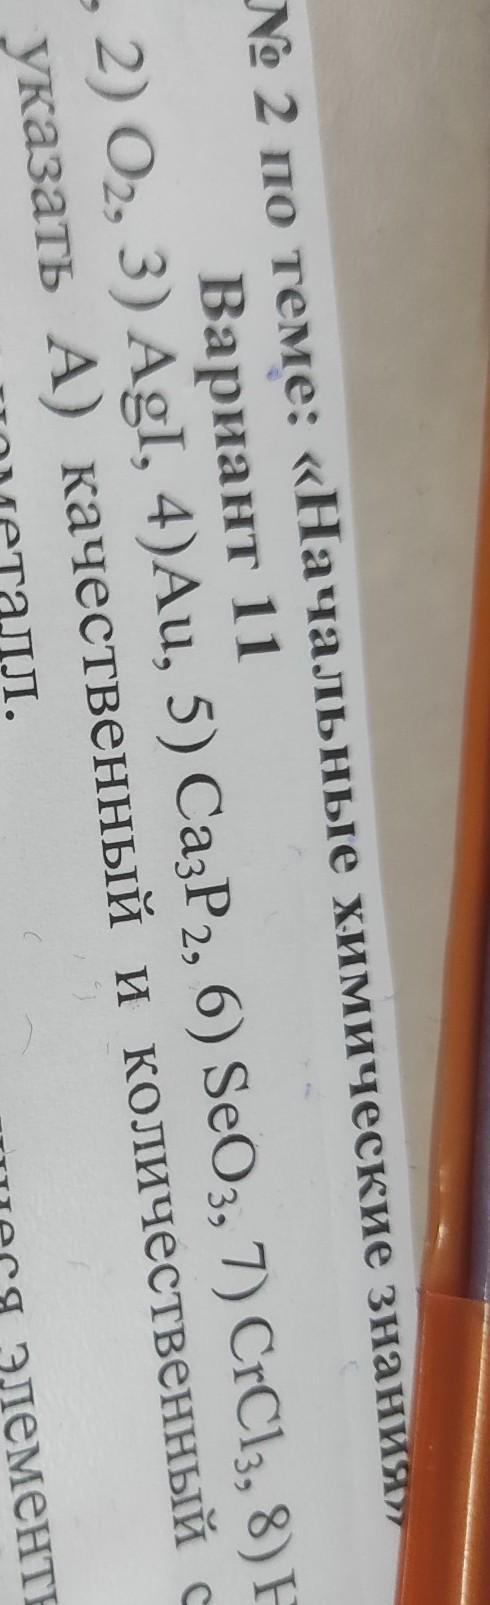 № 2 по теме: «Начальные химические знания»
Вариант 11
, 2) O₂, 3) AgI, 4)Au, 5) Ca₃P₂, 6) SeO₃, 7) CrCl₃, 8)
указать А) качественный и количественный